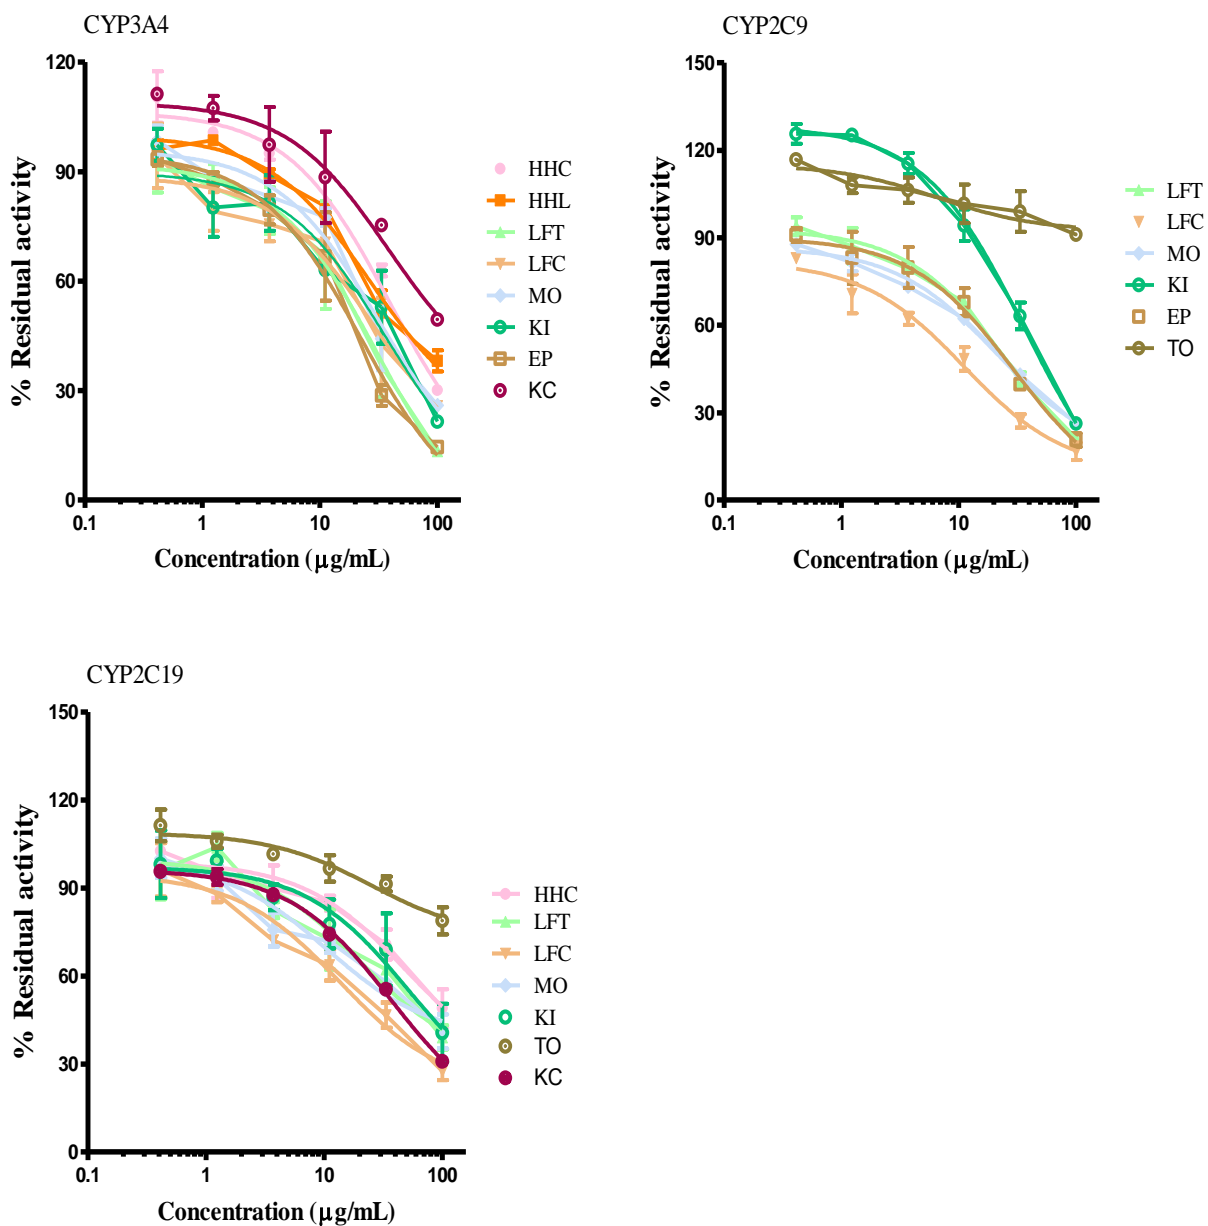 CYP3A4
120
90
60
30
0
0.1
1
10
100
% Residual activity
Concentration (μg/mL)
HHC
HHL
LFT
LFC
MO
KI
EP
KC
CYP2C9
150
120
90
60
30
0
0.1
1
10
100
% Residual activity
Concentration (μg/mL)
LFT
LFC
MO
KI
EP
TO
CYP2C19
150
120
90
60
30
0
0.1
1
10
100
% Residual activity
Concentration (μg/mL)
HHC
LFT
LFC
MO
KI
TO
KC